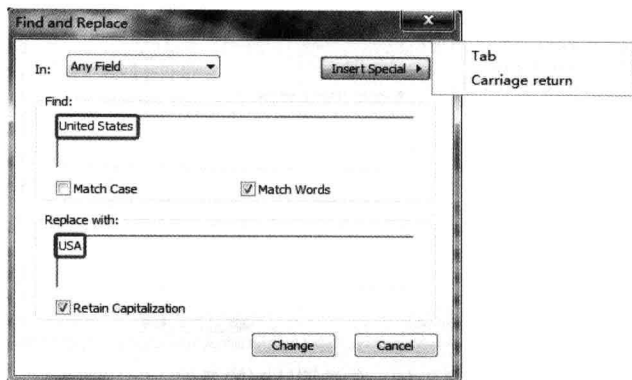 Find and Replace
x
In: Any Field Insert Special
Tab
Carriage return
Find:
United States
Match Case Match Words
Replace with:
USA
Retain Capitalization
Change Cancel